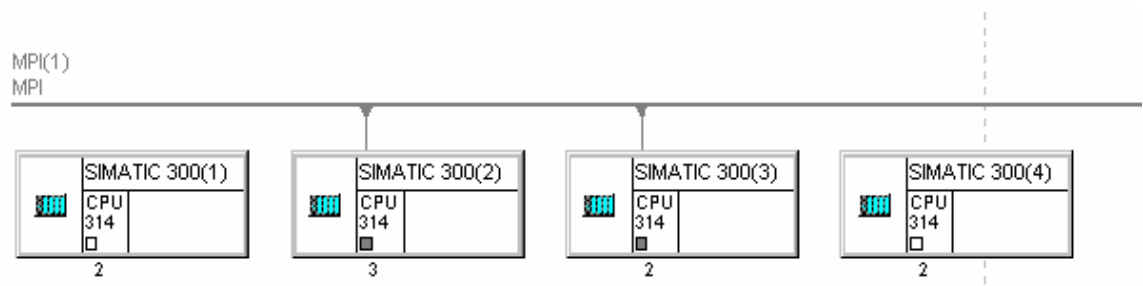 MPI(1)
MPI
SIMATIC 300(1)
CPU
314
2
SIMATIC 300(2)
CPU
314
3
SIMATIC 300(3)
CPU
314
2
SIMATIC 300(4)
CPU
314
2